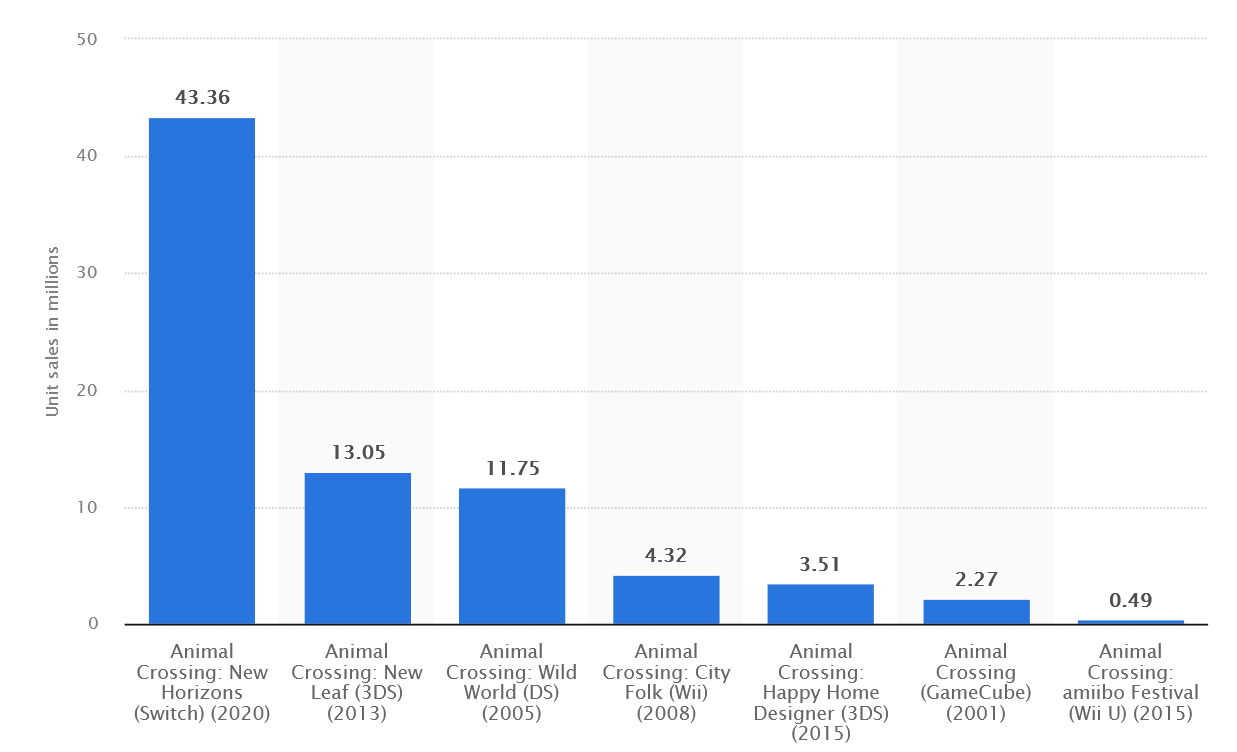 50
40
30
20
10
0
Unit sales in millions
43.36
13.05
11.75
4.32
3.51
2.27
0.49
Animal
Crossing: New
Horizons
(Switch) (2020)
Animal
Crossing: New
Leaf (3DS)
(2013)
Animal
Crossing: Wild
World (DS)
(2005)
Animal
Crossing: City
Folk (Wii)
(2008)
Animal
Crossing:
Happy Home
Designer (3DS)
(2015)
Animal
Crossing
(GameCube)
(2001)
Animal
Crossing:
amiibo Festival
(Wii U) (2015)